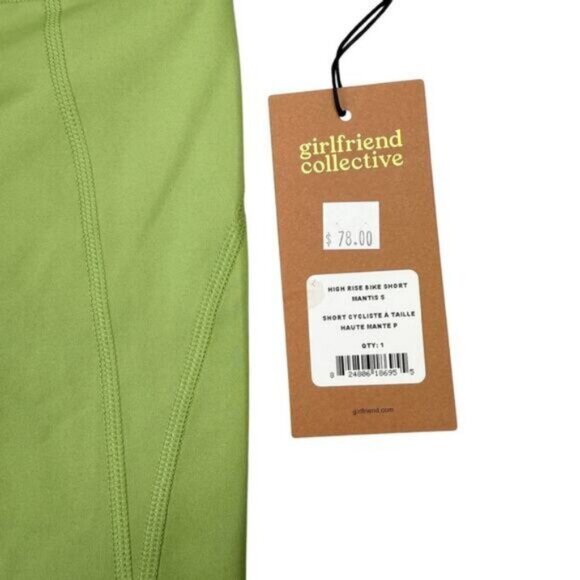 girlfriend
collective
$ 78.00
HIGH RISE BIKE SHORT
MANTIS S
SHORT CYCLISTE À TAILLE
HAUTE MANTE P
QTY: 1
8 24806 18695 5
girlfriend.com